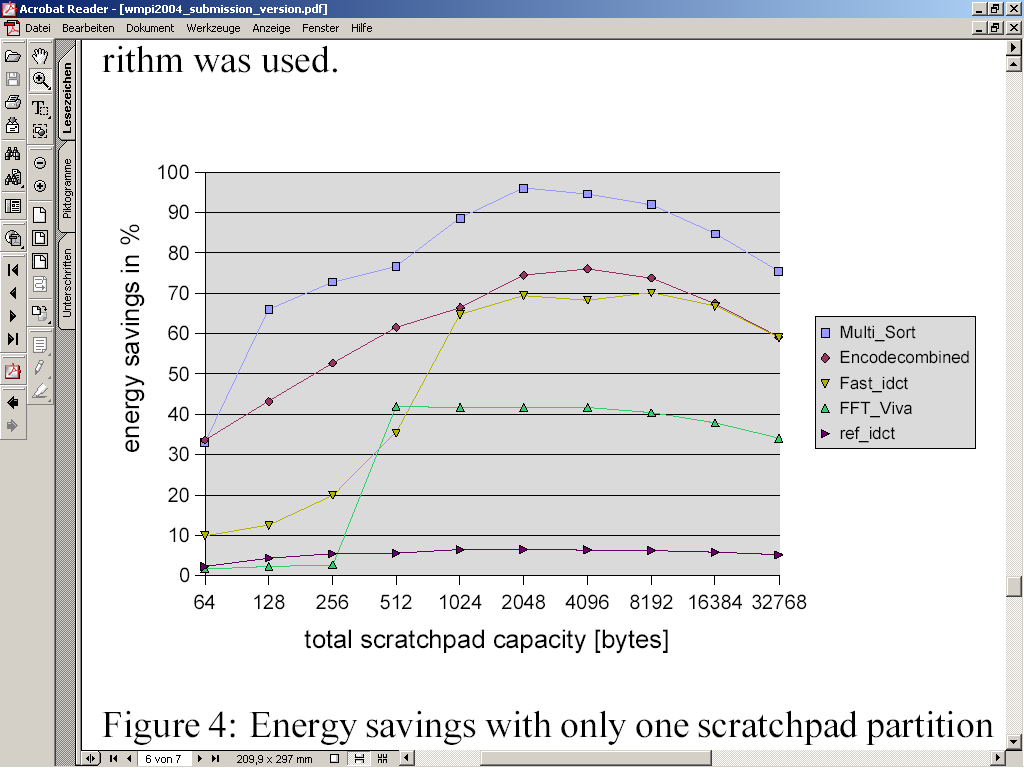 Acrobat Reader - [wmpi2004_submission_version.pdf]
Datei Bearbeiten Dokument Werkzeuge Anzeige Fenster Hilfe
Lesezeichen
Piktogramme
Unterschriften
rithm was used.
energy savings in %
100
90
80
70
60
50
40
30
20
10
0
64 128 256 512 1024 2048 4096 8192 16384 32768
total scratchpad capacity [bytes]
Multi_Sort
Encodecombined
Fast_idct
FFT_Viva
ref_idct
Figure 4: Energy savings with only one scratchpad partition
6 von 7 209,9 x 297 mm